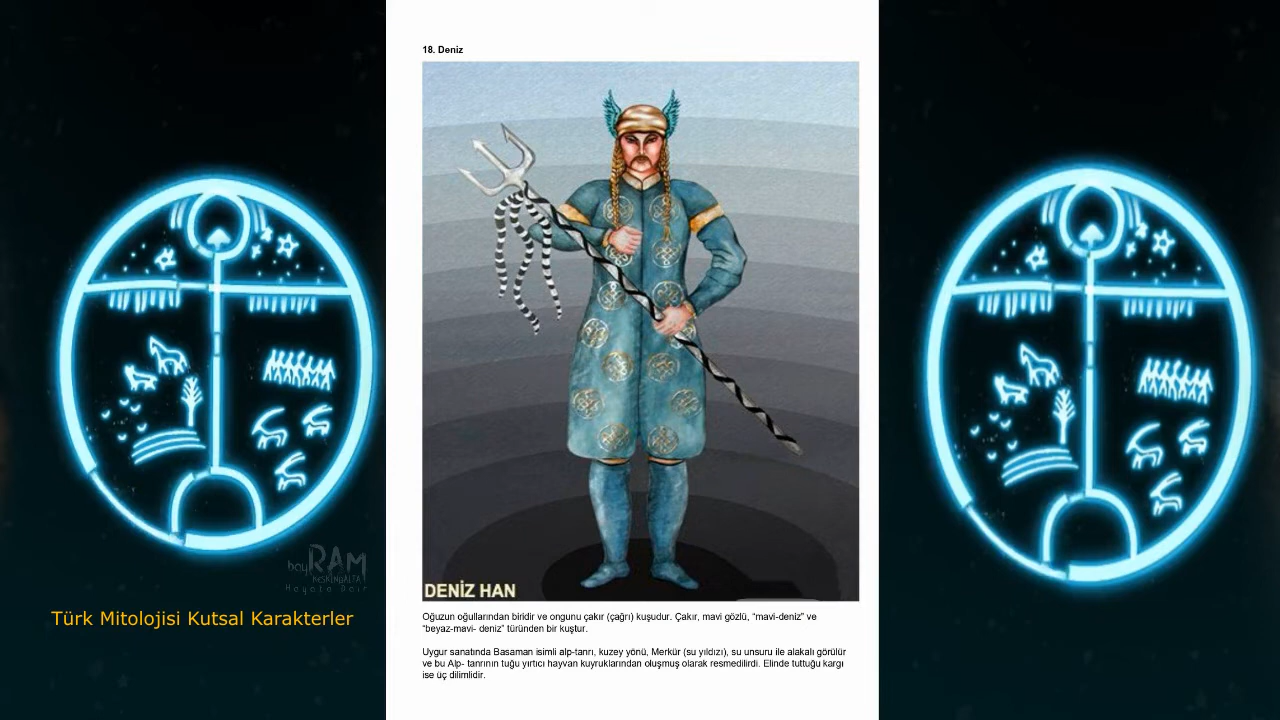 18. Deniz
DENİZ HAN
Oğuzun oğullarından biridir ve ongunu çakır (çağrı) kuşudur. Çakır, mavi gözlü, “mavi-deniz” ve
“beyaz-mavi- deniz” türünden bir kuştur.
Uygur sanatında Basaman isimli alp-tanrı, kuzey yönü, Merkür (su yıldızı), su unsuru ile alakalı görülür
ve bu Alp- tanrının tuğu yırtıcı hayvan kuyruklarından oluşmuş olarak resmedilirdi. Elinde tuttuğu kargı
ise üç dilimlidir.
bayRAM
Hayata Dair
Türk Mitolojisi Kutsal Karakterler